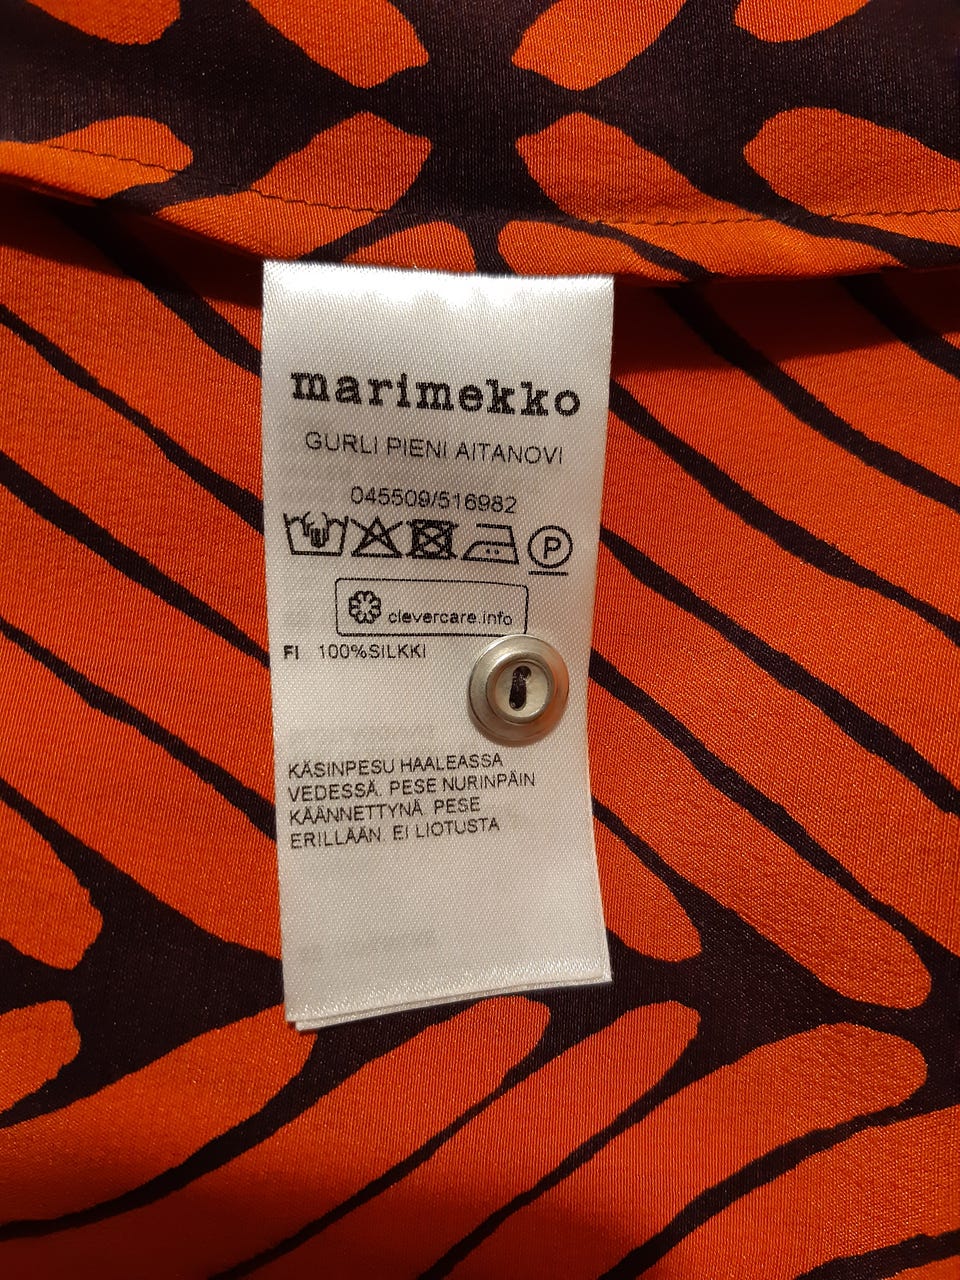 marimekko
GURLI PIENI AITANOVI
045509/516982
P
clevercare.info
FI 100%SILKKI
KÄSINPESU HAALEASSA
VEDESSÄ. PESE NURINPÄIN
KÄÄNNETTYNÄ. PESE
ERILLÄÄN. EI LIOTUSTA